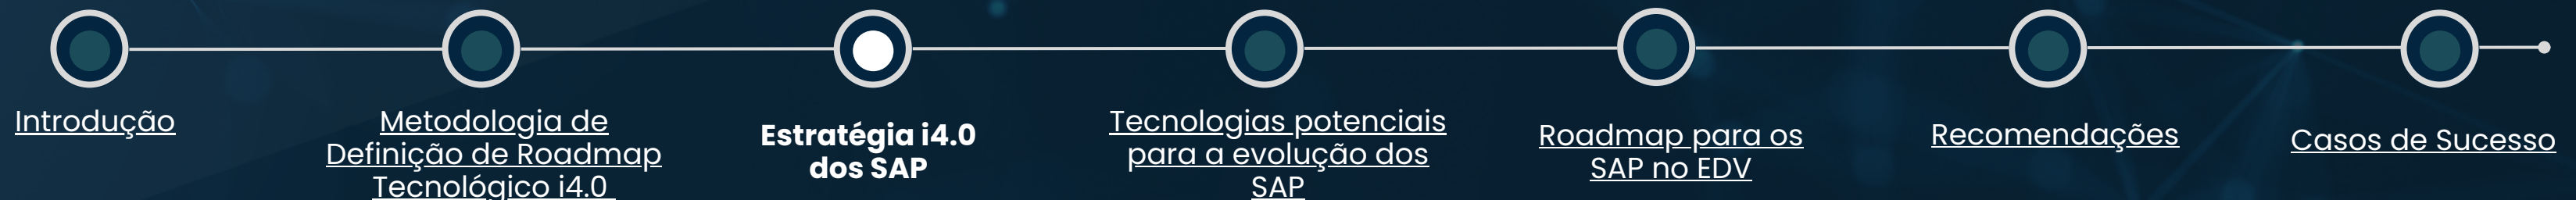 Introdução
Metodologia de
Definição de Roadmap
Tecnológico i4.0
Estratégia i4.0
dos SAP
Tecnologias potenciais
para a evolução dos
SAP
Roadmap para os
SAP no EDV
Recomendações
Casos de Sucesso